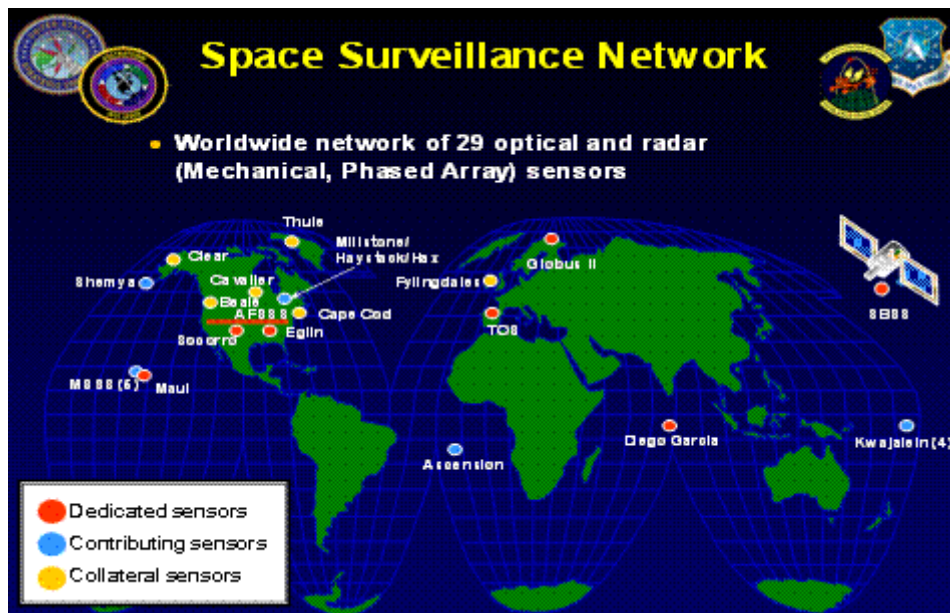 Space Surveillance Network
Worldwide network of 29 optical and radar
(Mechanical, Phased Array) sensors
Thule
Millstone/
Haystack/Hax
Clear
Globus II
Shemya
Cavalier
Fylingdales
Beale
AFSSS
Cape Cod
SBSS
TOS
Socorro
Eglin
MSSS (6)
Maui
Diego Garcia
Kwajalein (4)
Ascension
Dedicated sensors
Contributing sensors
Collateral sensors